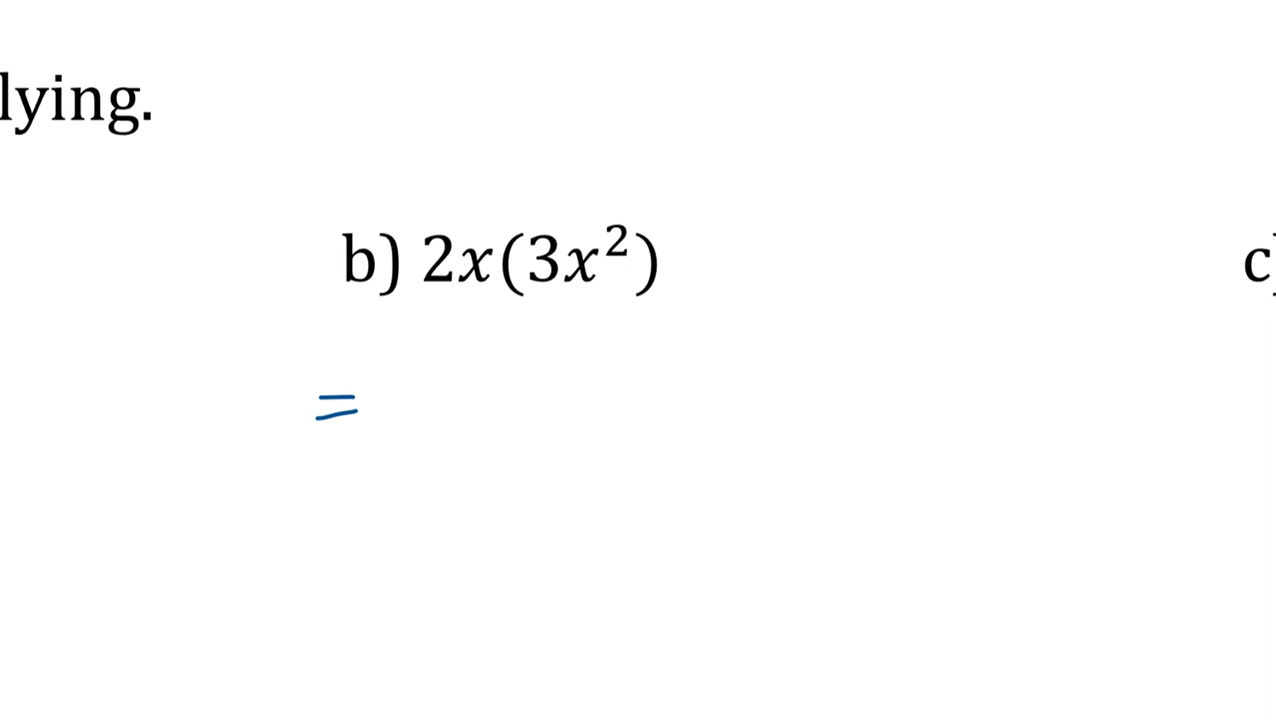 lying.
b) 2x(3x²)
c)
=